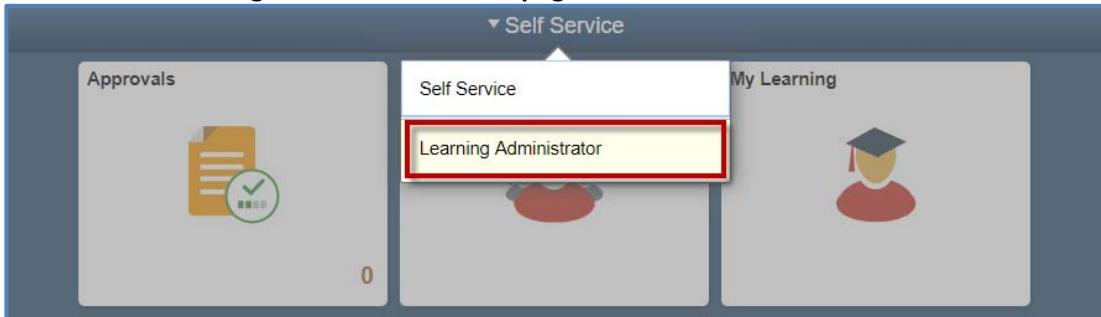 ▼ Self Service
Approvals
Self Service
My Learning
Learning Administrator
0